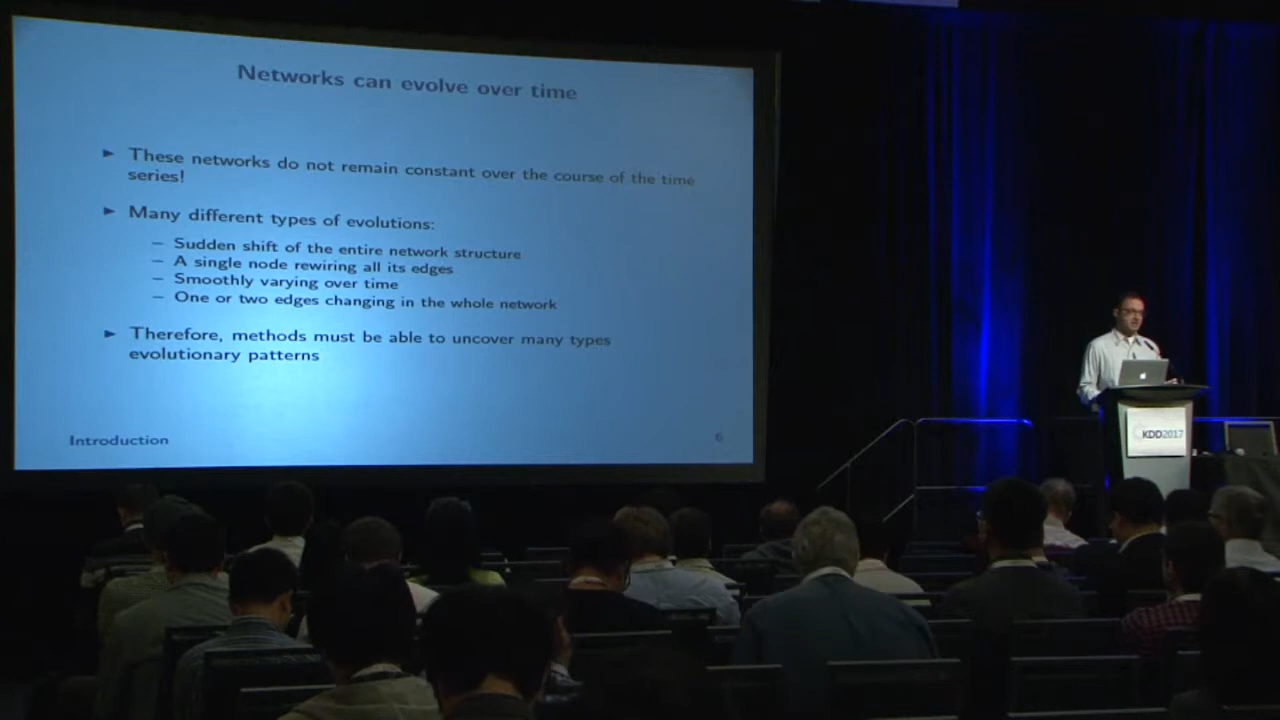 Networks can evolve over time
► These networks do not remain constant over the course of the time
series!
► Many different types of evolutions:
– Sudden shift of the entire network structure
– A single node rewiring all its edges
– Smoothly varying over time
– One or two edges changing in the whole network
► Therefore, methods must be able to uncover many types
evolutionary patterns
Introduction
6
KDD2017